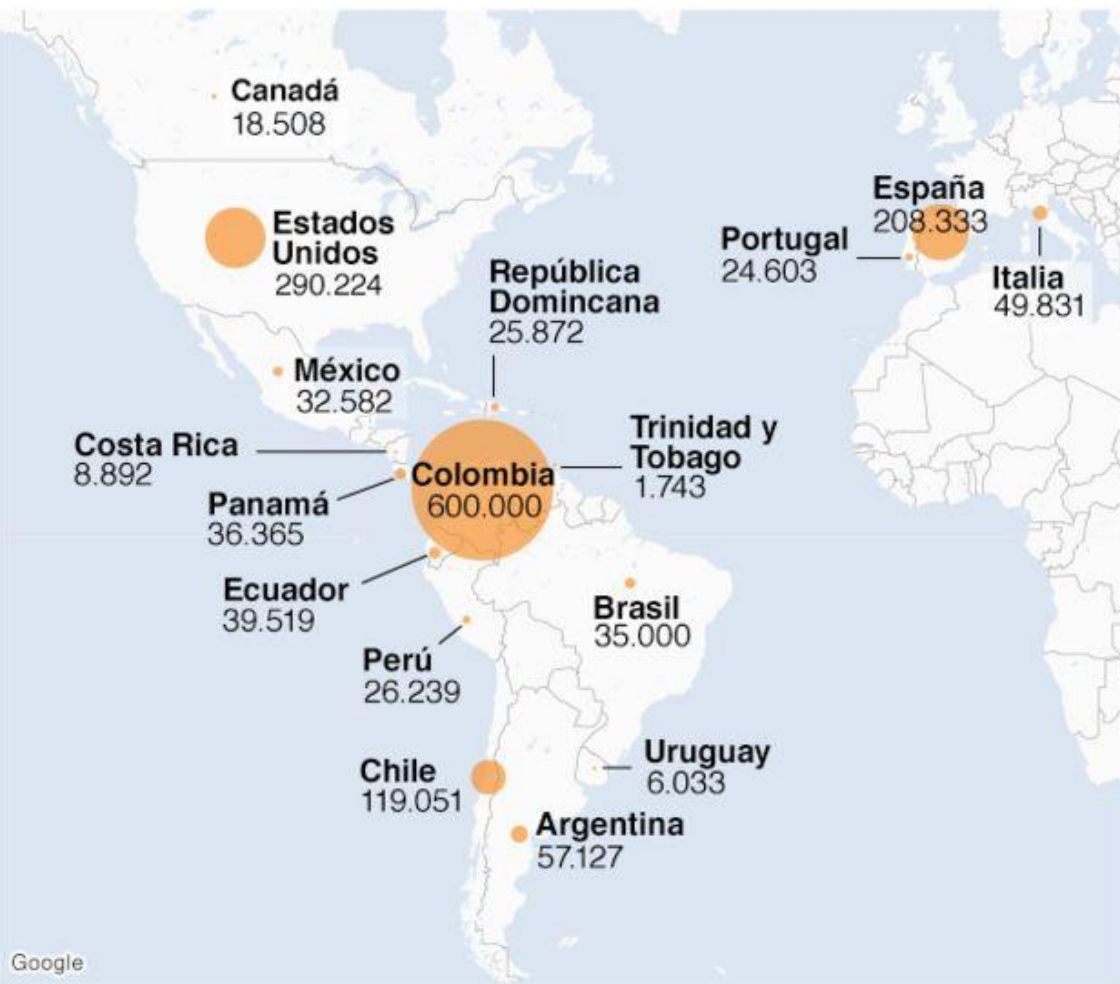 Canadá
18.508
Estados
Unidos
290.224
España
208.333
Portugal
24.603
Italia
49.831
República
Domincana
25.872
México
32.582
Costa Rica
8.892
Panamá
36.365
Colombia
600.000
Trinidad y
Tobago
1.743
Ecuador
39.519
Perú
26.239
Brasil
35.000
Chile
119.051
Uruguay
6.033
Argentina
57.127
Google